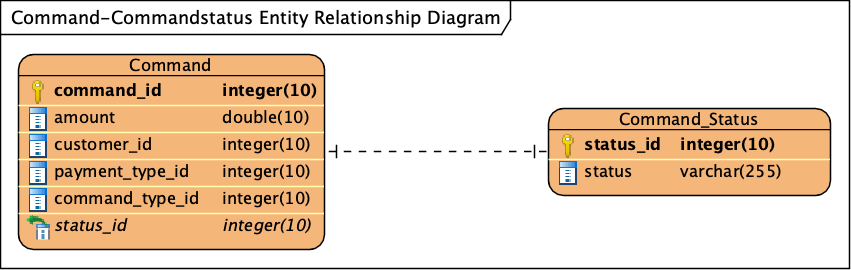 Command-Commandstatus Entity Relationship Diagram
Command
command_id integer(10)
amount double(10)
customer_id integer(10)
payment_type_id integer(10)
command_type_id integer(10)
status_id integer(10)
Command_Status
status_id integer(10)
status varchar(255)